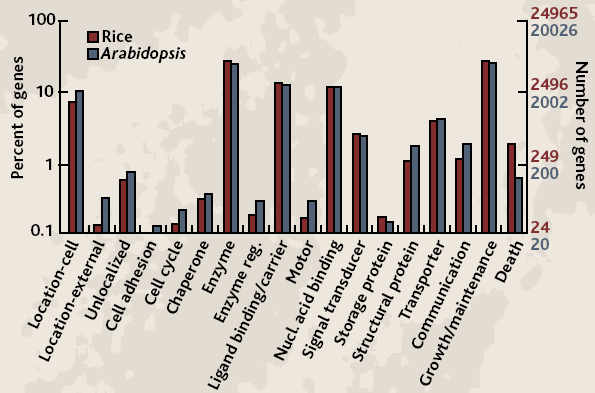 100
10
1
0.1
Percent of genes
Rice
Arabidopsis
24965
20026
2496
2002
249
200
24
20
Number of genes
Location-cell
Location-external
Unlocalized
Cell adhesion
Cell cycle
Chaperone
Enzyme
Enzyme reg.
Ligand binding/carrier
Motor
Nucl. acid binding
Signal transducer
Storage protein
Structural protein
Transporter
Communication
Growth/maintenance
Death